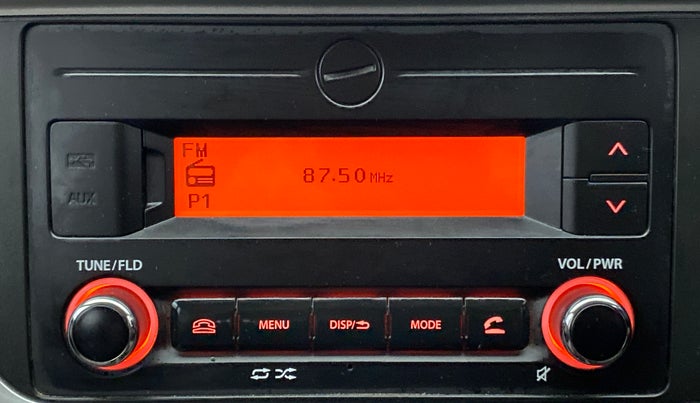 FM
87.50 MHz
P1
AUX
TUNE/FLD
VOL/PWR
MENU
DISP/
MODE